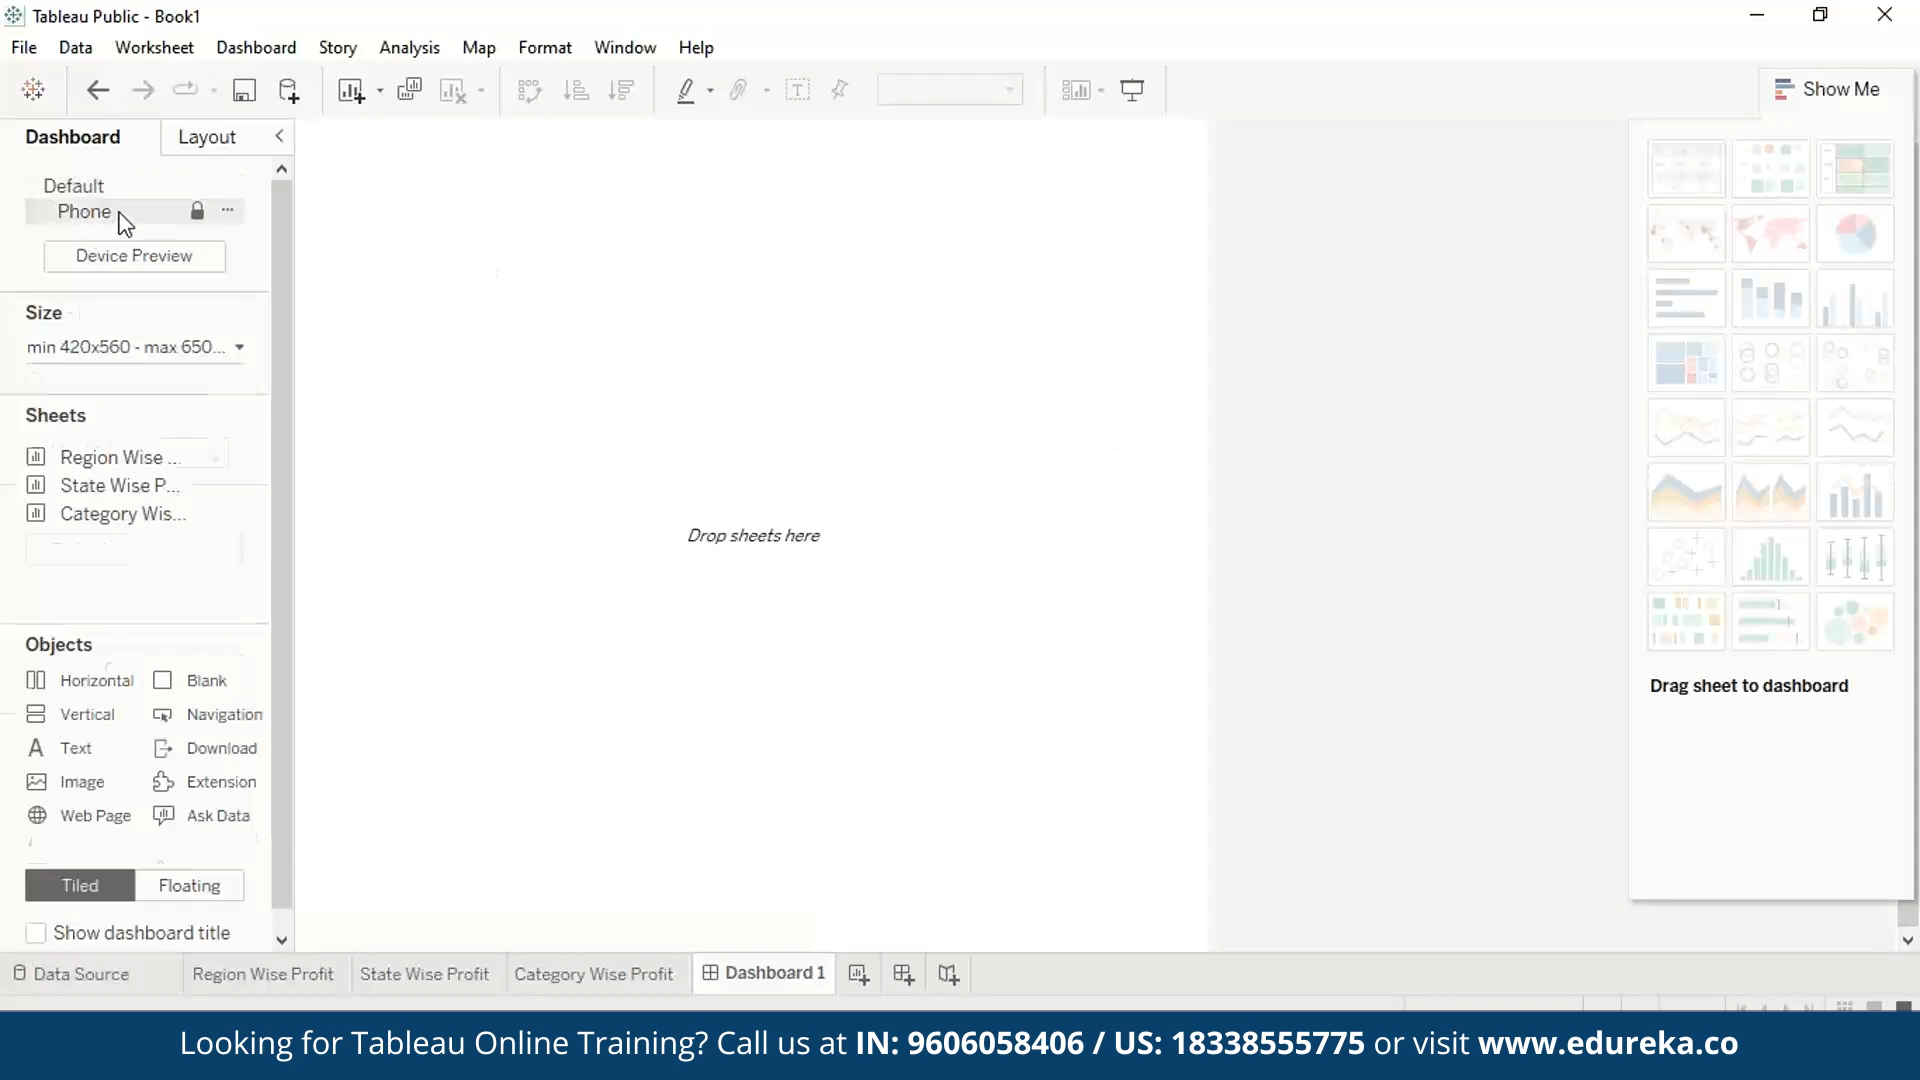 Tableau Public - Book1
File Data Worksheet Dashboard Story Analysis Map Format Window Help
Show Me
Dashboard Layout
Default
Phone
Device Preview
Size
min 420x560 - max 650...
Sheets
Region Wise ...
State Wise P...
Category Wis...
Drop sheets here
Objects
Horizontal Blank
Vertical Navigation
Text Download
Image Extension
Web Page Ask Data
Tiled Floating
Show dashboard title
Drag sheet to dashboard
Data Source Region Wise Profit State Wise Profit Category Wise Profit Dashboard 1
Looking for Tableau Online Training? Call us at IN: 9606058406 / US: 18338555775 or visit www.edureka.co